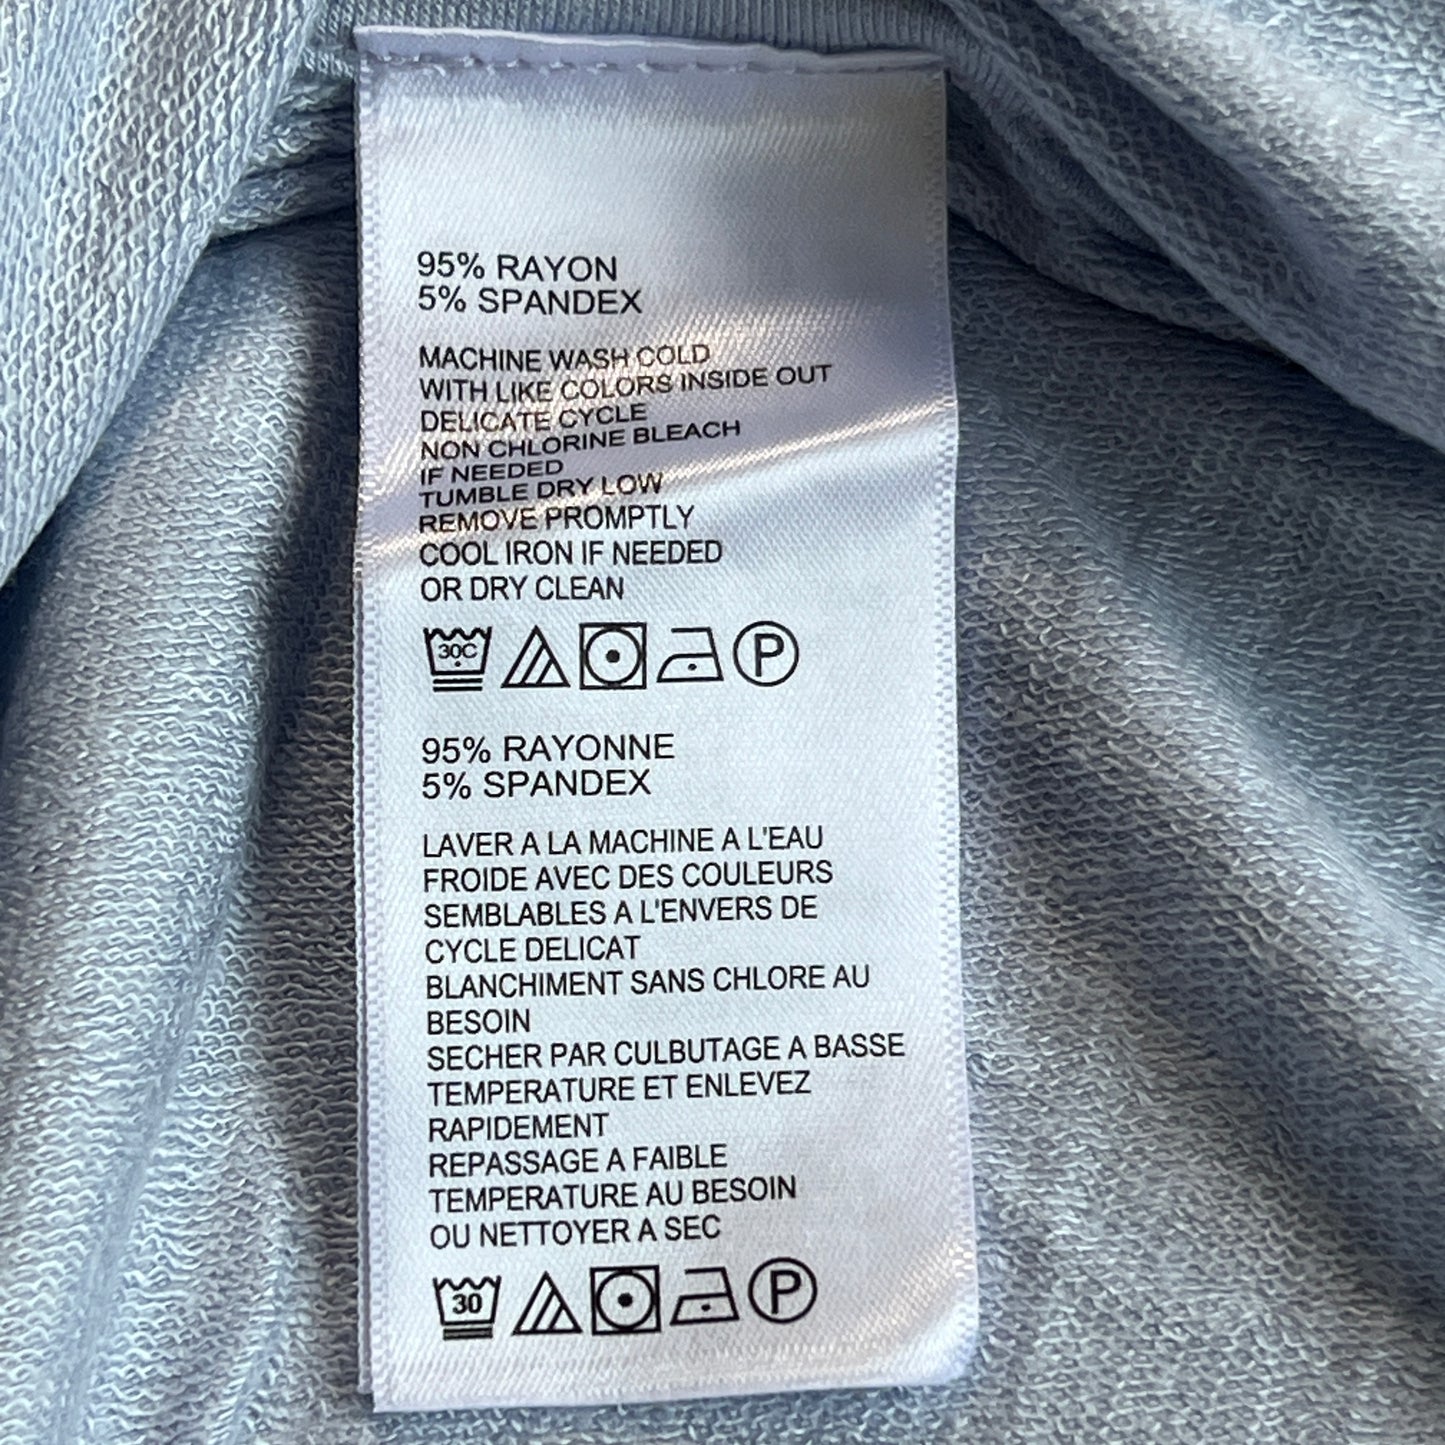 95% RAYON
5% SPANDEX
MACHINE WASH COLD
WITH LIKE COLORS INSIDE OUT
DELICATE CYCLE
NON CHLORINE BLEACH
IF NEEDED
TUMBLE DRY LOW
REMOVE PROMPTLY
COOL IRON IF NEEDED
OR DRY CLEAN
30C P
95% RAYONNE
5% SPANDEX
LAVER A LA MACHINE A L'EAU
FROIDE AVEC DES COULEURS
SEMBLABLES A L'ENVERS DE
CYCLE DELICAT
BLANCHIMENT SANS CHLORE AU
BESOIN
SECHER PAR CULBUTAGE A BASSE
TEMPERATURE ET ENLEVEZ
RAPIDEMENT
REPASSAGE A FAIBLE
TEMPERATURE AU BESOIN
OU NETTOYER A SEC
30 P